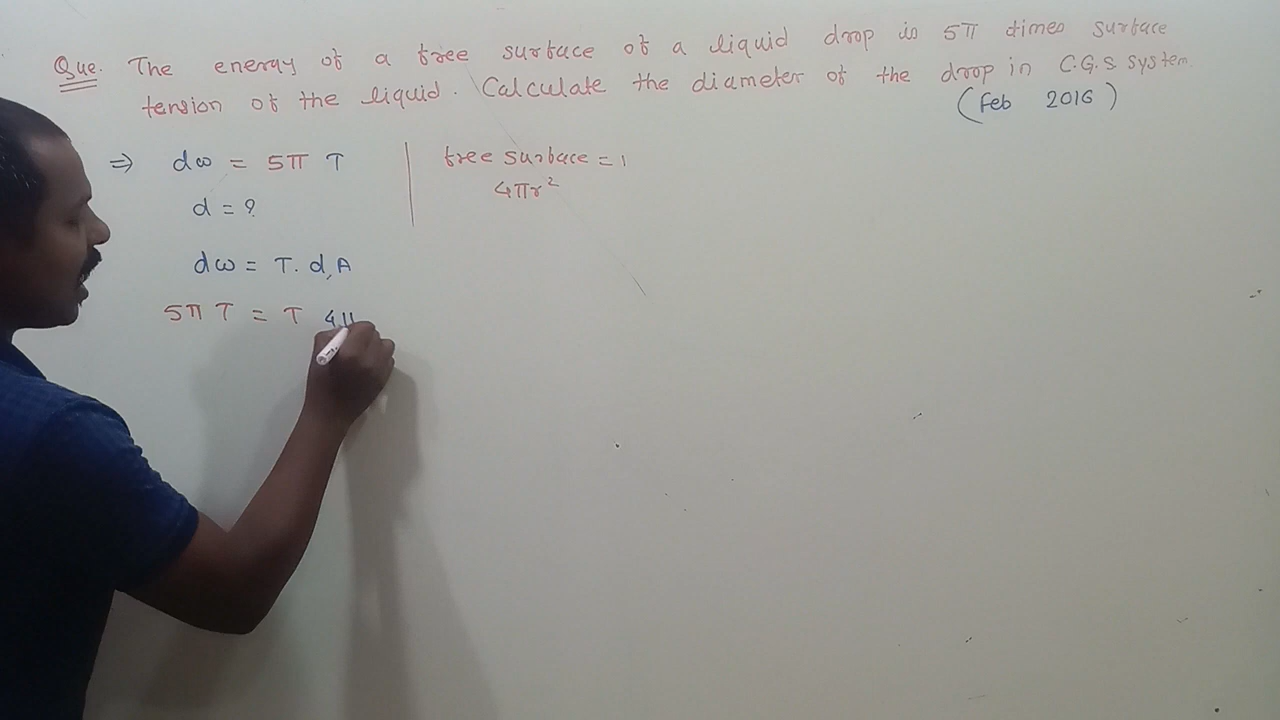 Que. The energy of a free surface of a liquid drop is 5π times surface
tension of the liquid. Calculate the diameter of the drop in C.G.S system.
(Feb 2016)
⇒ dω = 5π T
free surface = 1
4πr²
d = ?
dω = T. dA
5π T = T 4π